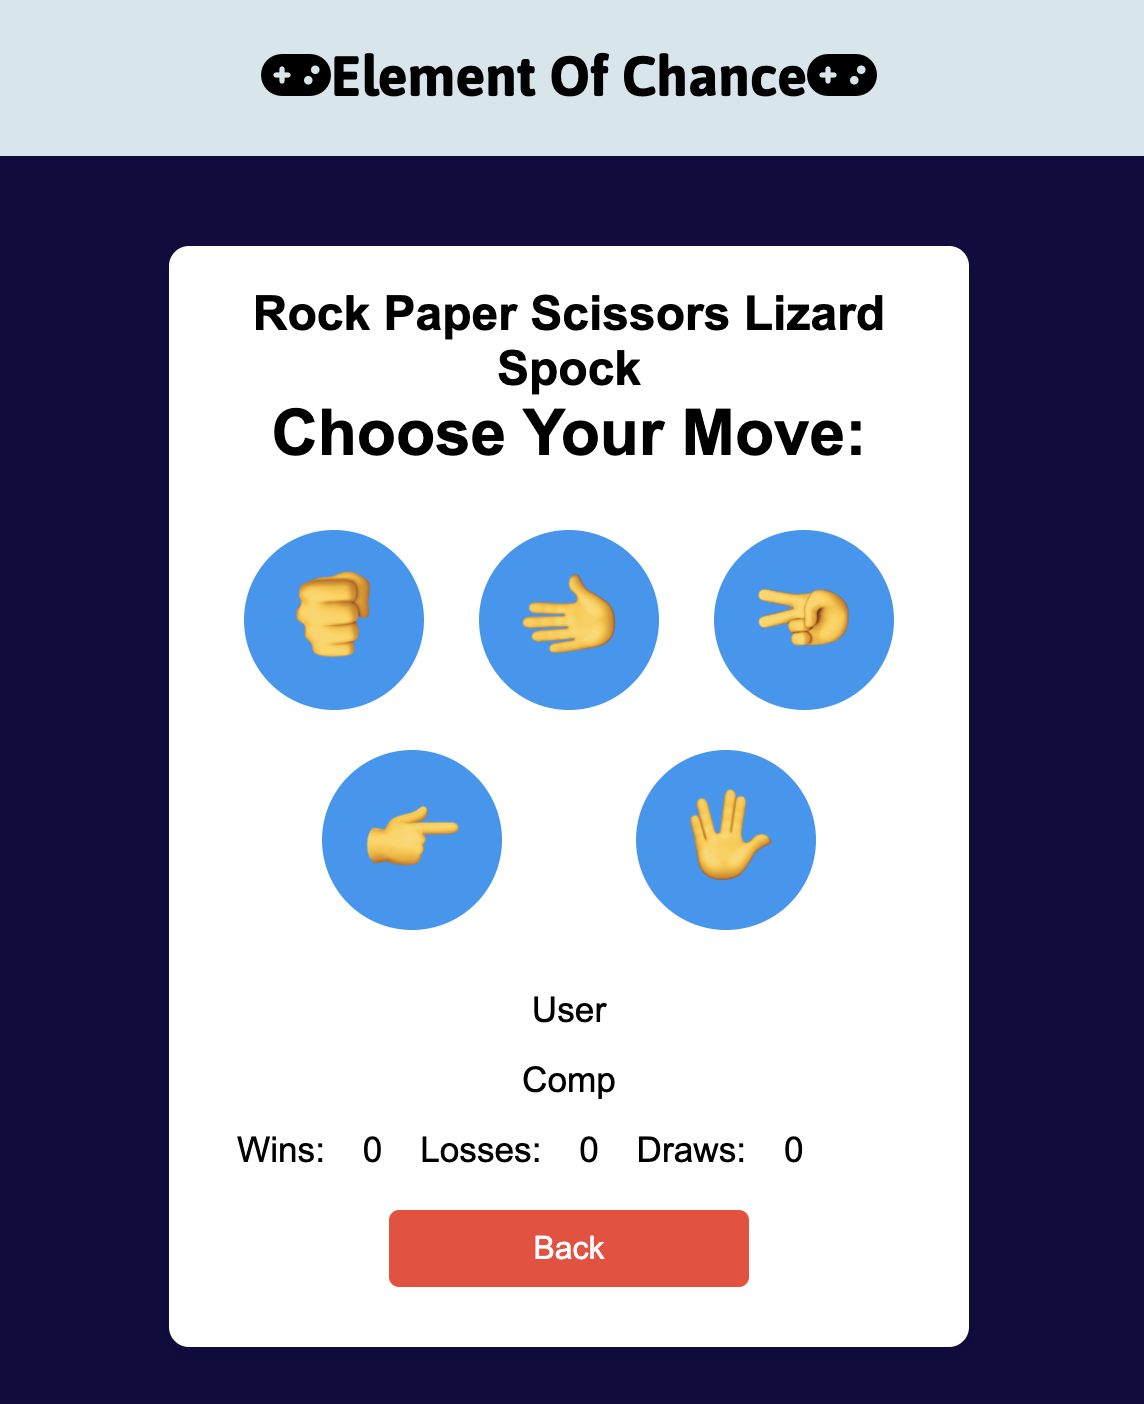 Element Of Chance
Rock Paper Scissors Lizard
Spock
Choose Your Move:
User
Comp
Wins: 0 Losses: 0 Draws: 0
Back